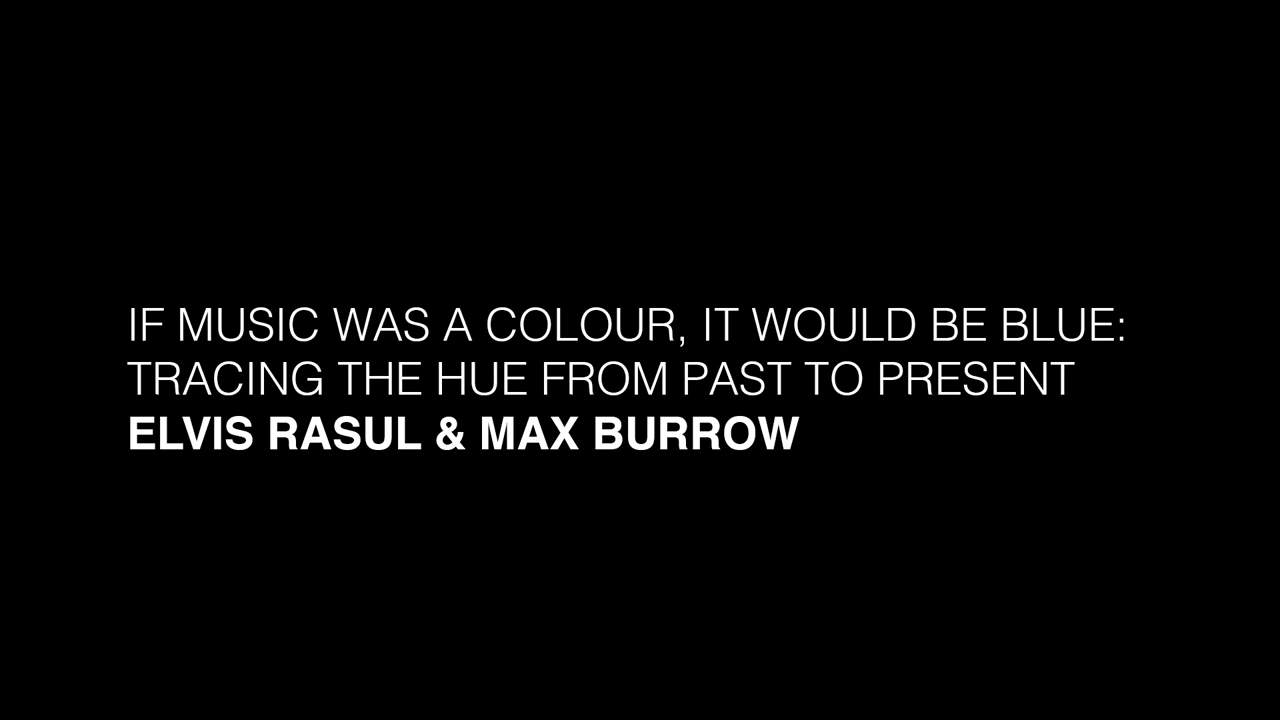 IF MUSIC WAS A COLOUR, IT WOULD BE BLUE:
TRACING THE HUE FROM PAST TO PRESENT
ELVIS RASUL & MAX BURROW